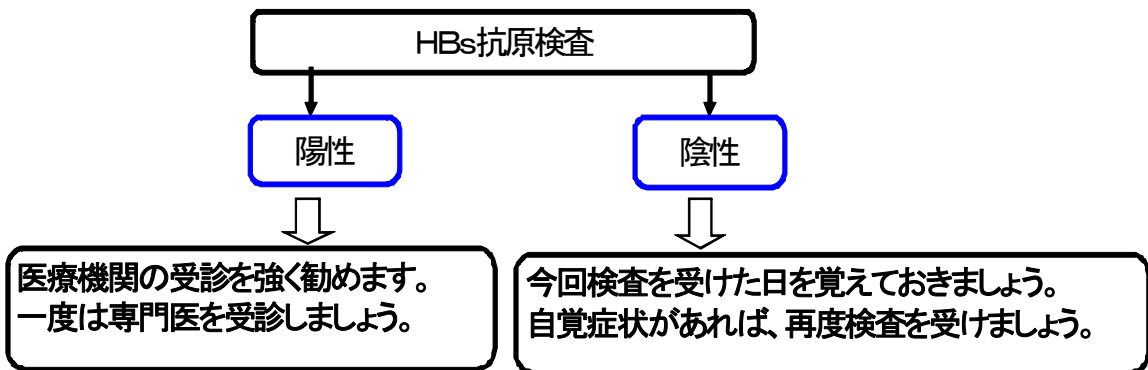 HBs抗原検査
陽性
陰性
医療機関の受診を強く勧めます。
一度は専門医を受診しましょう。
今回検査を受けた日を覚えておきましょう。
自覚症状があれば、再度検査を受けましょう。